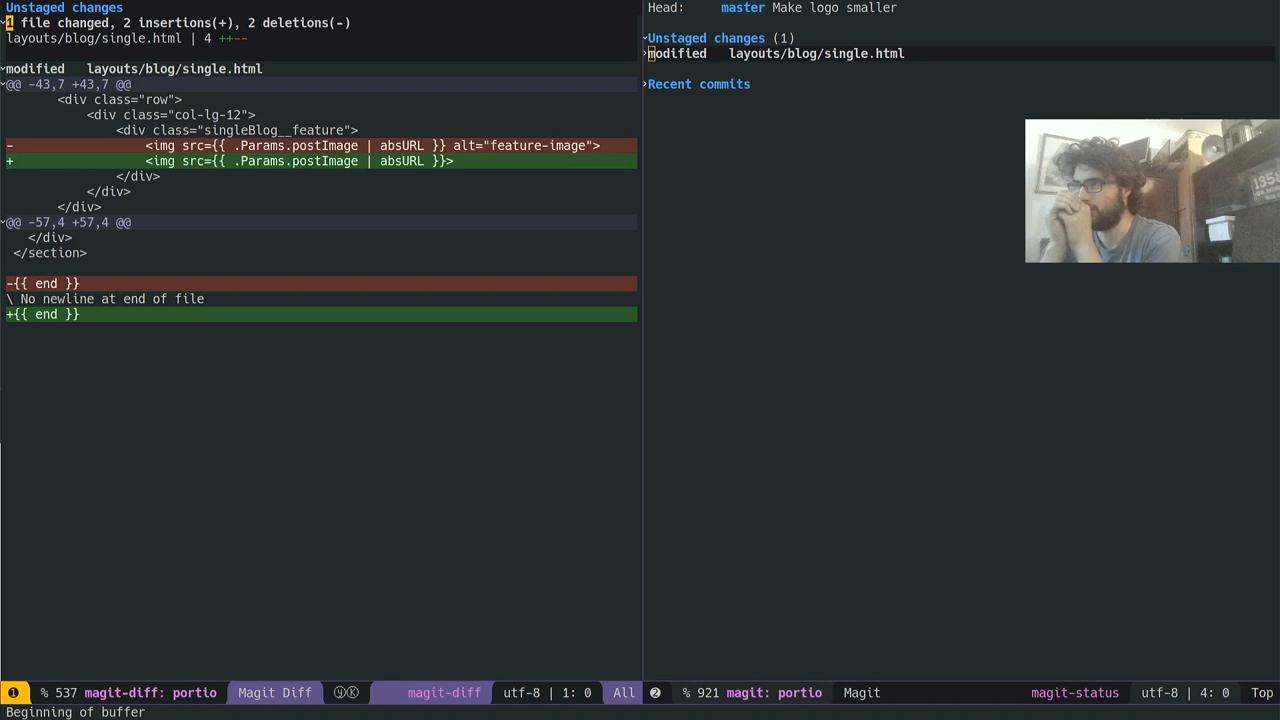 Unstaged changes
1 file changed, 2 insertions(+), 2 deletions(-)
layouts/blog/single.html | 4 ++--
modified   layouts/blog/single.html
@@ -43,7 +43,7 @@
<div class="row">
<div class="col-lg-12">
<div class="singleBlog__feature">
-                  <img src={{ .Params.postImage | absURL }} alt="feature-image">
+                  <img src={{ .Params.postImage | absURL }}>
</div>
</div>
</div>
@@ -57,4 +57,4 @@
</div>
</section>
-{{ end }}
\ No newline at end of file
+{{ end }}
❶ % 537 magit-diff: portio Magit Diff ⓨⓀ magit-diff utf-8 | 1: 0 All
Beginning of buffer
Head:     master Make logo smaller
Unstaged changes (1)
modified   layouts/blog/single.html
Recent commits
1958
❷ % 921 magit: portio Magit magit-status utf-8 | 4: 0 Top